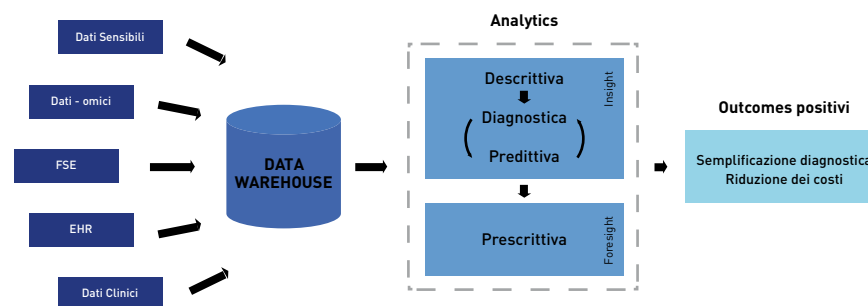 Dati Sensibili
Dati - omici
FSE
EHR
Dati Clinici
DATA
WAREHOUSE
Analytics
Descrittiva
Diagnostica
Predittiva
Insight
Prescrittiva
Foresight
Outcomes positivi
Semplificazione diagnostica
Riduzione dei costi